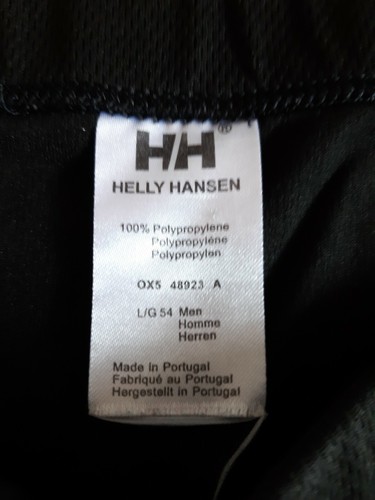 H/H®
HELLY HANSEN
100% Polypropylene
Polypropylène
Polypropylen
OX5 48923 A
L/G 54 Men
Homme
Herren
Made in Portugal
Fabriqué au Portugal
Hergestellt in Portugal